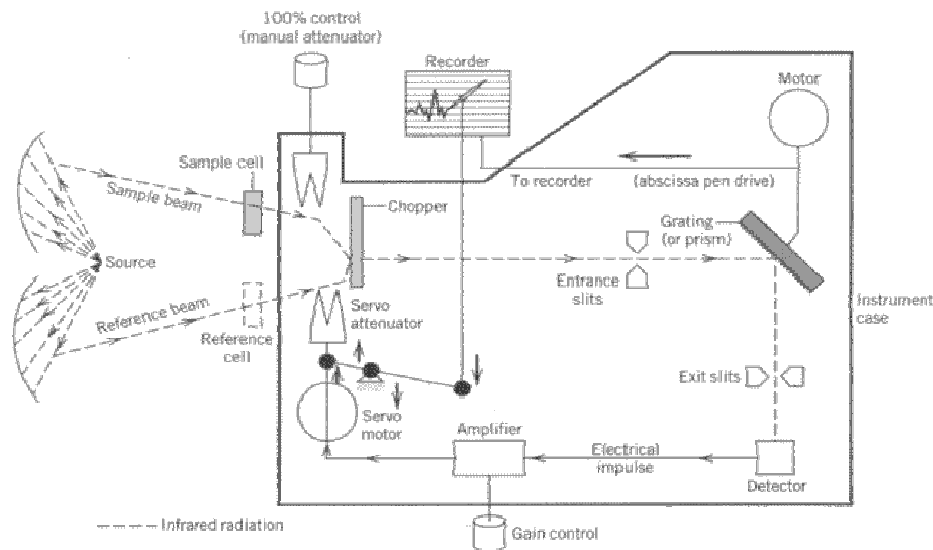 100% control
(manual attenuator)
Recorder
Motor
Sample cell
Sample beam
Chopper
To recorder
(abscissa pen drive)
Grating
(or prism)
Source
Entrance
slits
Instrument
case
Reference beam
Servo
attenuator
Reference
cell
Exit slits
Servo
motor
Amplifier
Electrical
impulse
Detector
Infrared radiation
Gain control